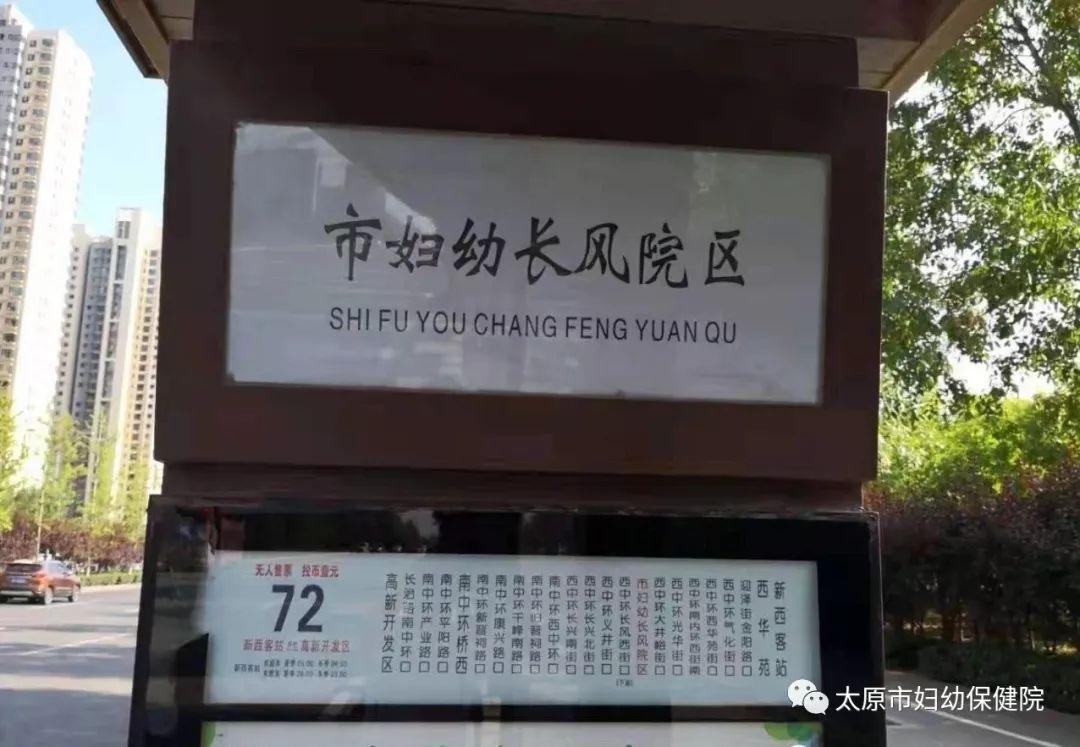 市妇幼长风院区
SHI FU YOU CHANG FENG YUAN QU
无人售票 投币壹元
72
新西客站
高新开发区
高新开发区
长治路南中环口
南中环产业路口
南中环平阳路口
南中环桥西
南中环新晋祠路口
南中环康兴路口
南中环千峰南路口
南中环旧晋祠路口
南中环西中环口
西中环长兴南街口
西中环长兴北街口
西中环义井街口
西中环长风西街口
市妇幼长风院区
西中环大井峪街口
西中环光华街口
西中环南内环西街南
西中环西华苑街口
西中环气化街口
迎泽街金阳路口
西华苑
新西客站
太原市妇幼保健院